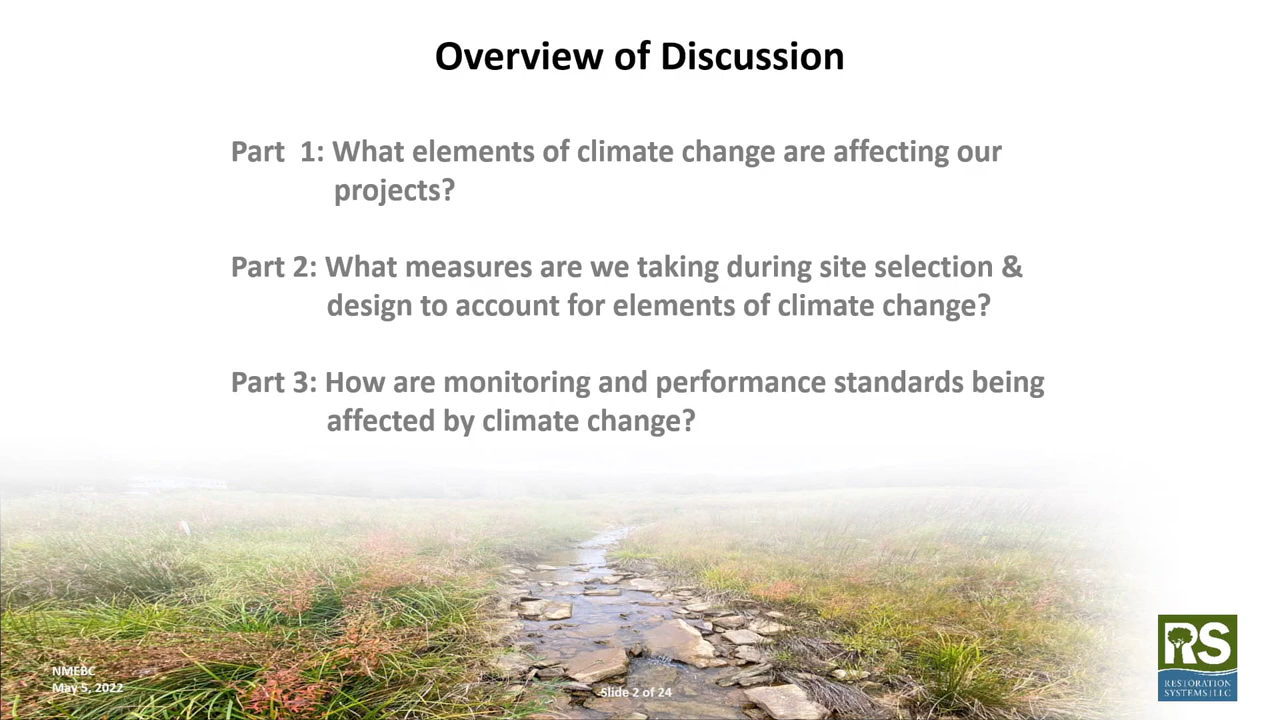 Overview of Discussion
Part 1: What elements of climate change are affecting our
projects?
Part 2: What measures are we taking during site selection &
design to account for elements of climate change?
Part 3: How are monitoring and performance standards being
affected by climate change?
NMEBC
May 5, 2022
Slide 2 of 24
RS
RESTORATION
SYSTEMS | LLC